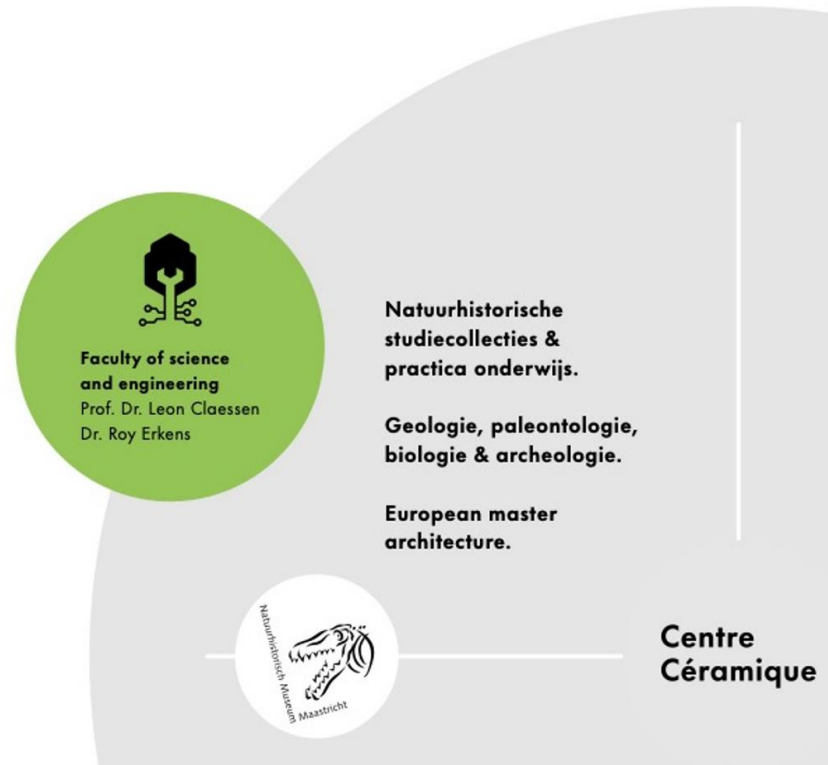 Faculty of science
and engineering
Prof. Dr. Leon Claessen
Dr. Roy Erkens
Natuurhistorische
studiecollecties &
practica onderwijs.
Geologie, paleontologie,
biologie & archeologie.
European master
architecture.
Natuurhistorisch Museum
Maastricht
Centre
Céramique